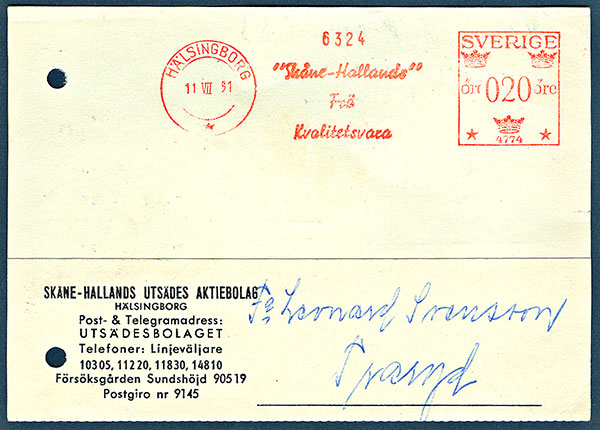 6324
HÄLSINGBORG
11 VII 51
"Skåne-Hallands"
Frö
Kvalitetsvara
SVERIGE
öre 020 öre
4774
SKÅNE-HALLANDS UTSÄDES AKTIEBOLAG
HÄLSINGBORG
Post- & Telegramadress:
UTSÄDESBOLAGET
Telefoner: Linjeväljare
10305, 11220, 11830, 14810
Försöksgården Sundshöjd 90519
Postgiro nr 9145
Fa Leonard Svensson